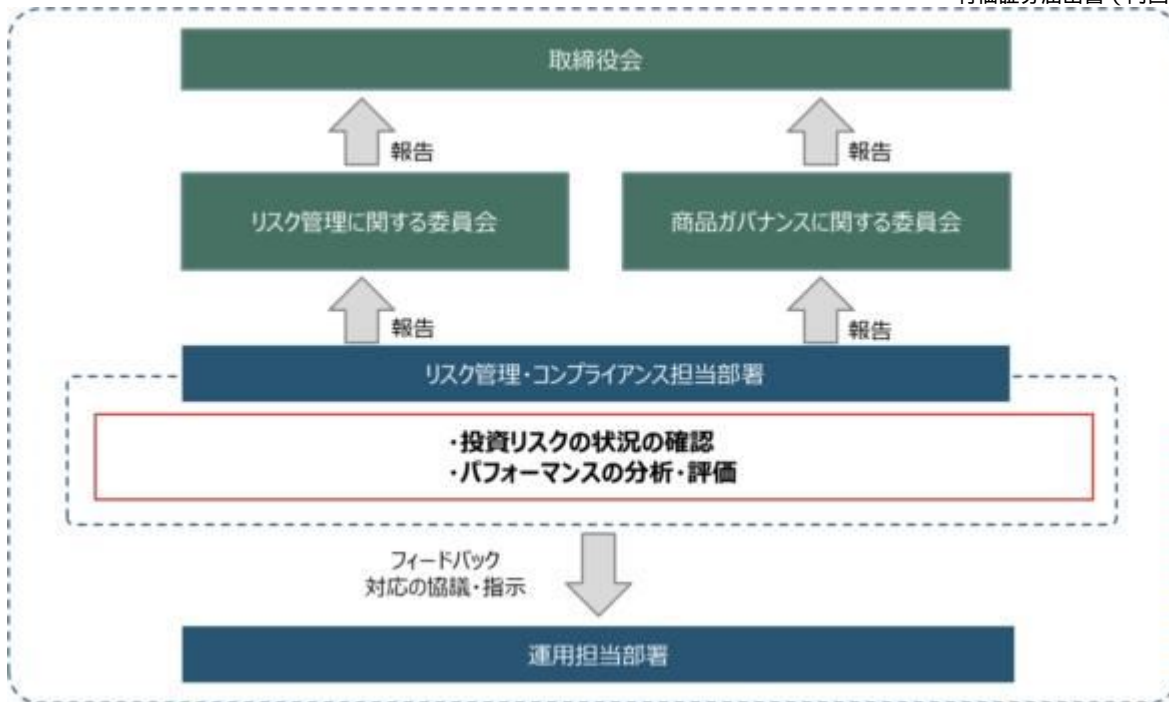 取締役会
報告
報告
リスク管理に関する委員会
商品ガバナンスに関する委員会
報告
報告
リスク管理・コンプライアンス担当部署
・投資リスクの状況の確認
・パフォーマンスの分析・評価
フィードバック
対応の協議・指示
運用担当部署